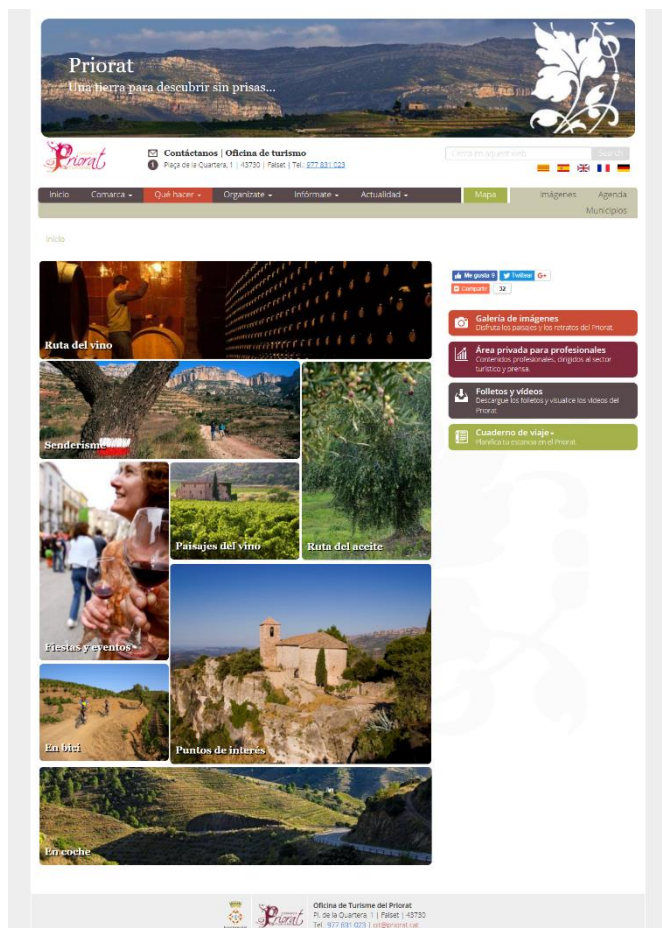 Priorat
Una tierra para descubrir sin prisas...
Priorat
Contáctanos | Oficina de turismo
Plaça de la Quartera, 1 | 43730 | Falset | Tel.: 977 831 023
Cerca en aquest web
Search
Inicio
Comarca
Qué hacer
Organízate
Infórmate
Actualidad
Mapa
Imágenes
Agenda
Municipios
Inicio
Me gusta 9
Twittear
G+
Compartir
32
Ruta del vino
Galería de imágenes
Disfruta los paisajes y los retratos del Priorat.
Área privada para profesionales
Contenidos profesionales, dirigidos al sector
turístico y prensa.
Folletos y vídeos
Descargue los folletos y visualice los vídeos del
Priorat
Cuaderno de viaje
Planifica tu estancia en el Priorat.
Senderisme
Paisajes del vino
Ruta del aceite
Fiestas y eventos
En bici
Puntos de interés
En coche
Priorat
Oficina de Turisme del Priorat
Pl. de la Quartera, 1 | Falset | 43730
Tel. 977 831 023 | oit@priorat.cat